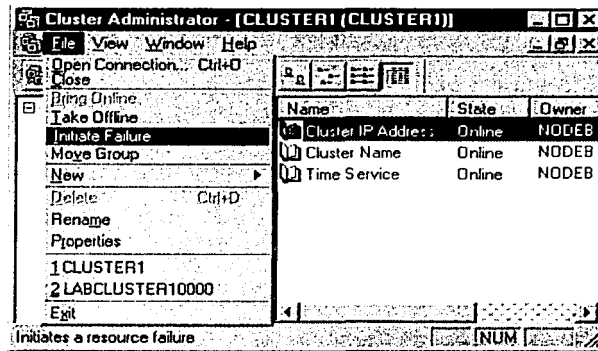 Cluster Administrator - [CLUSTER1 (CLUSTER1)]
File View Window Help
Open Connection... Ctrl+O
Close
Bring Online
Take Offline
Initiate Failure
Move Group
New
Delete Ctrl+D
Rename
Properties
1 CLUSTER1
2 LABCLUSTER10000
Exit
Name State Owner
Cluster IP Address Online NODEB
Cluster Name Online NODEB
Time Service Online NODEB
Initiates a resource failure NUM